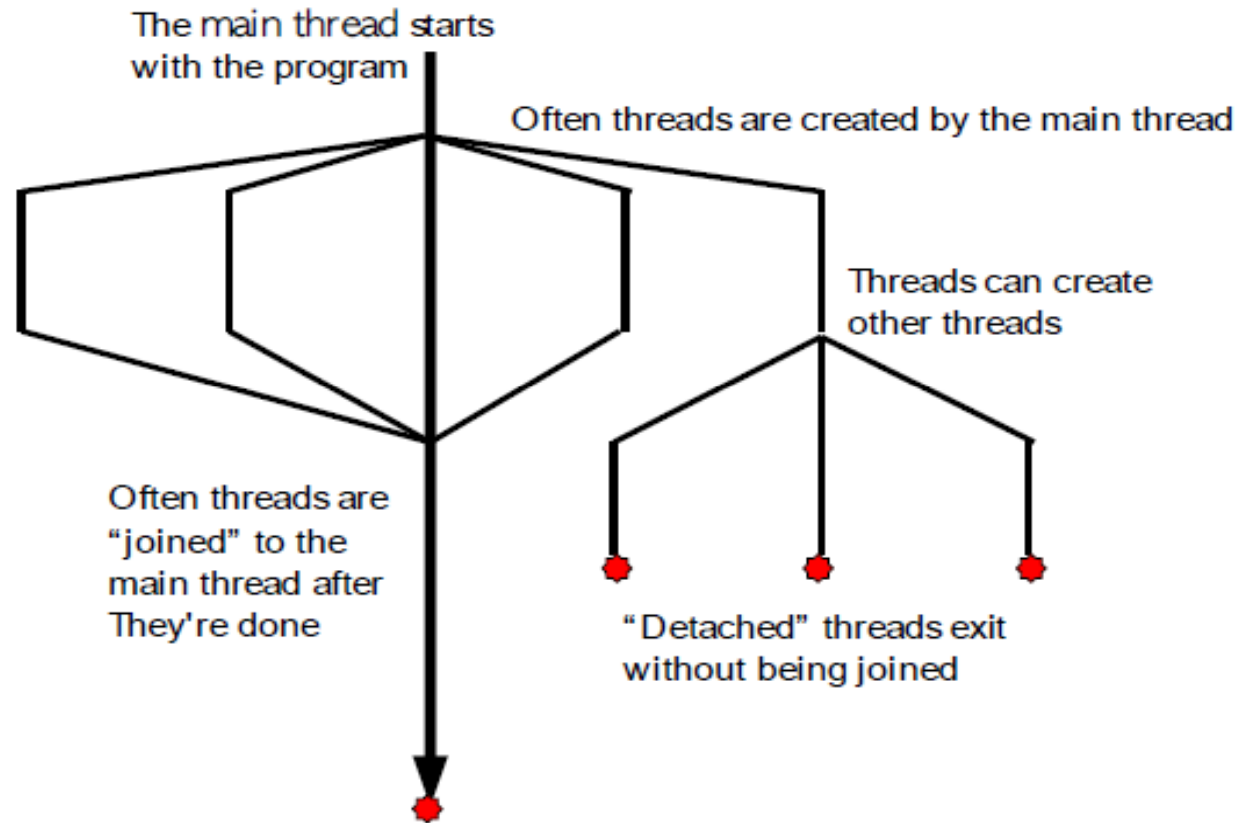 The main thread starts
with the program
Often threads are created by the main thread
Threads can create
other threads
Often threads are
“joined” to the
main thread after
They're done
“Detached” threads exit
without being joined